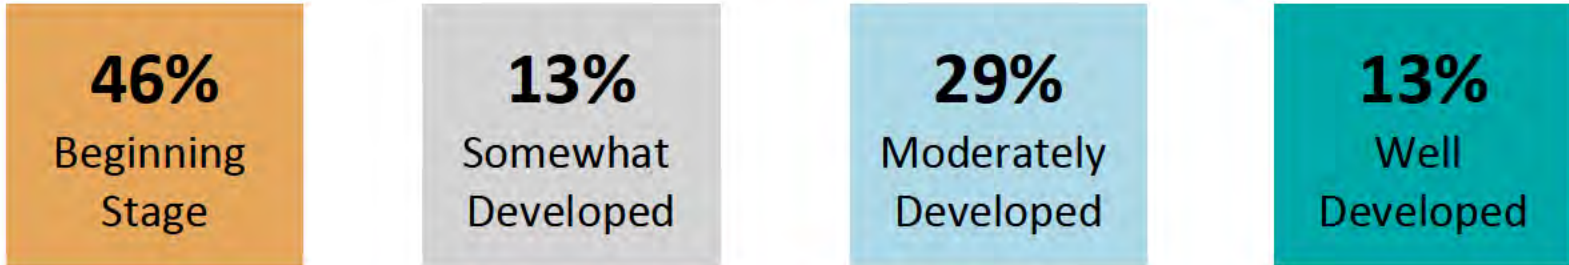 46%
Beginning
Stage
13%
Somewhat
Developed
29%
Moderately
Developed
13%
Well
Developed